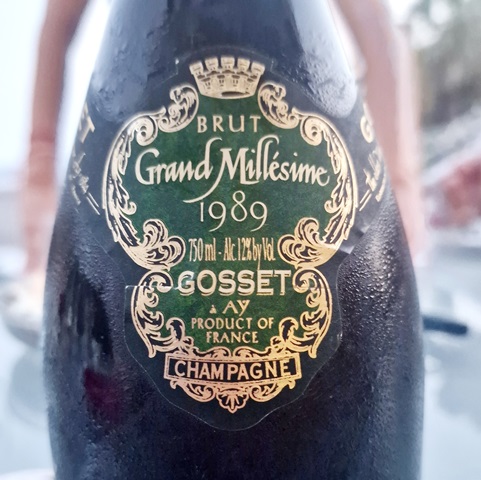 BRUT
Grand Millésime
1989
750 ml - Alc. 12% by Vol.
GOSSET
à AY
PRODUCT OF
FRANCE
CHAMPAGNE